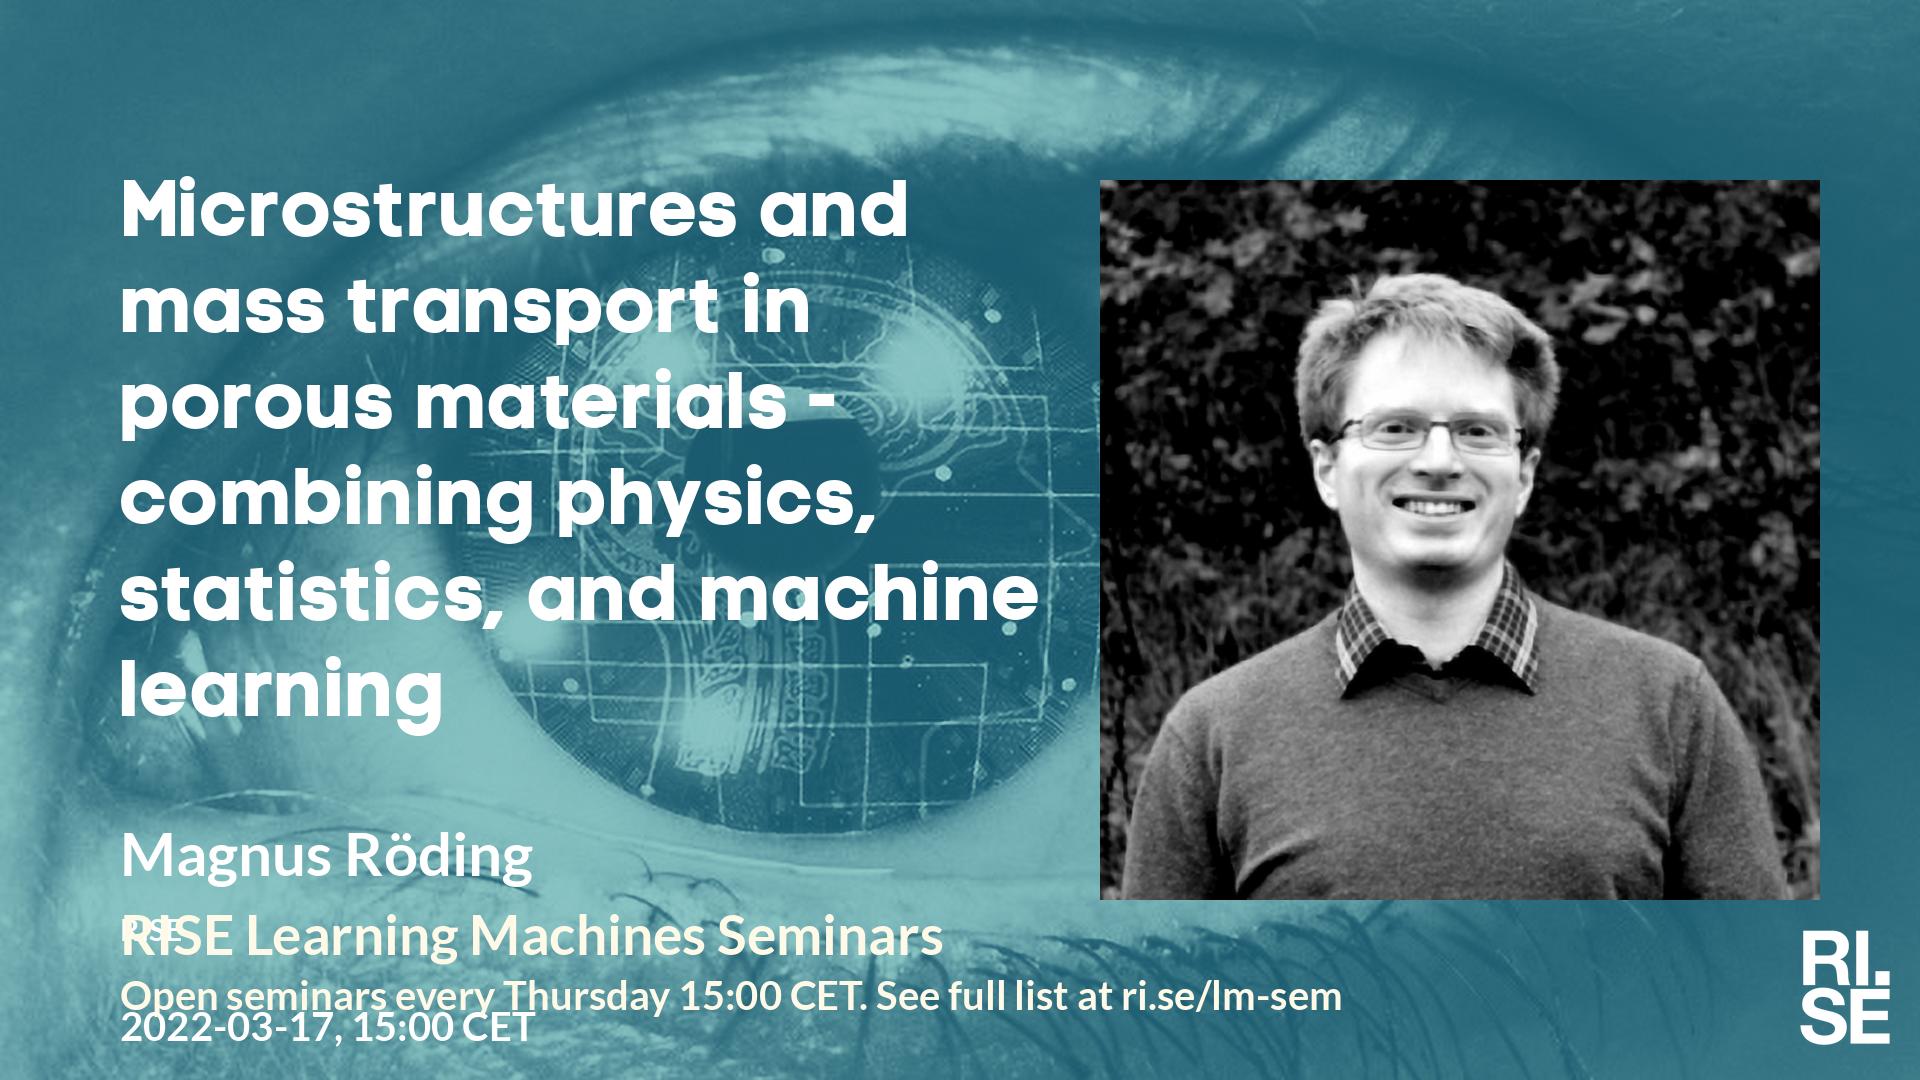 Microstructures and
mass transport in
porous materials -
combining physics,
statistics, and machine
learning
Magnus Röding
RISE
RISE Learning Machines Seminars
Open seminars every Thursday 15:00 CET. See full list at ri.se/lm-sem
2022-03-17, 15:00 CET
RI.
SE